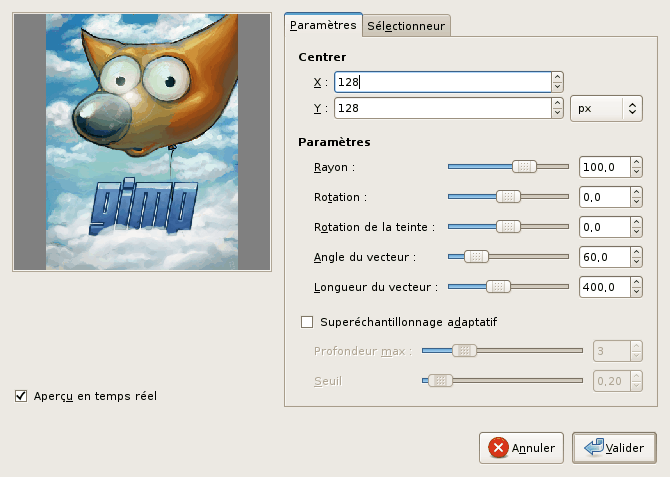 gimp
Paramètres
Sélectionneur
Centrer
X : 128
Y : 128 px
Paramètres
Rayon : 100,0
Rotation : 0,0
Rotation de la teinte : 0,0
Angle du vecteur : 60,0
Longueur du vecteur : 400,0
Superéchantillonnage adaptatif
Profondeur max : 3
Seuil 0,20
Aperçu en temps réel
Annuler
Valider